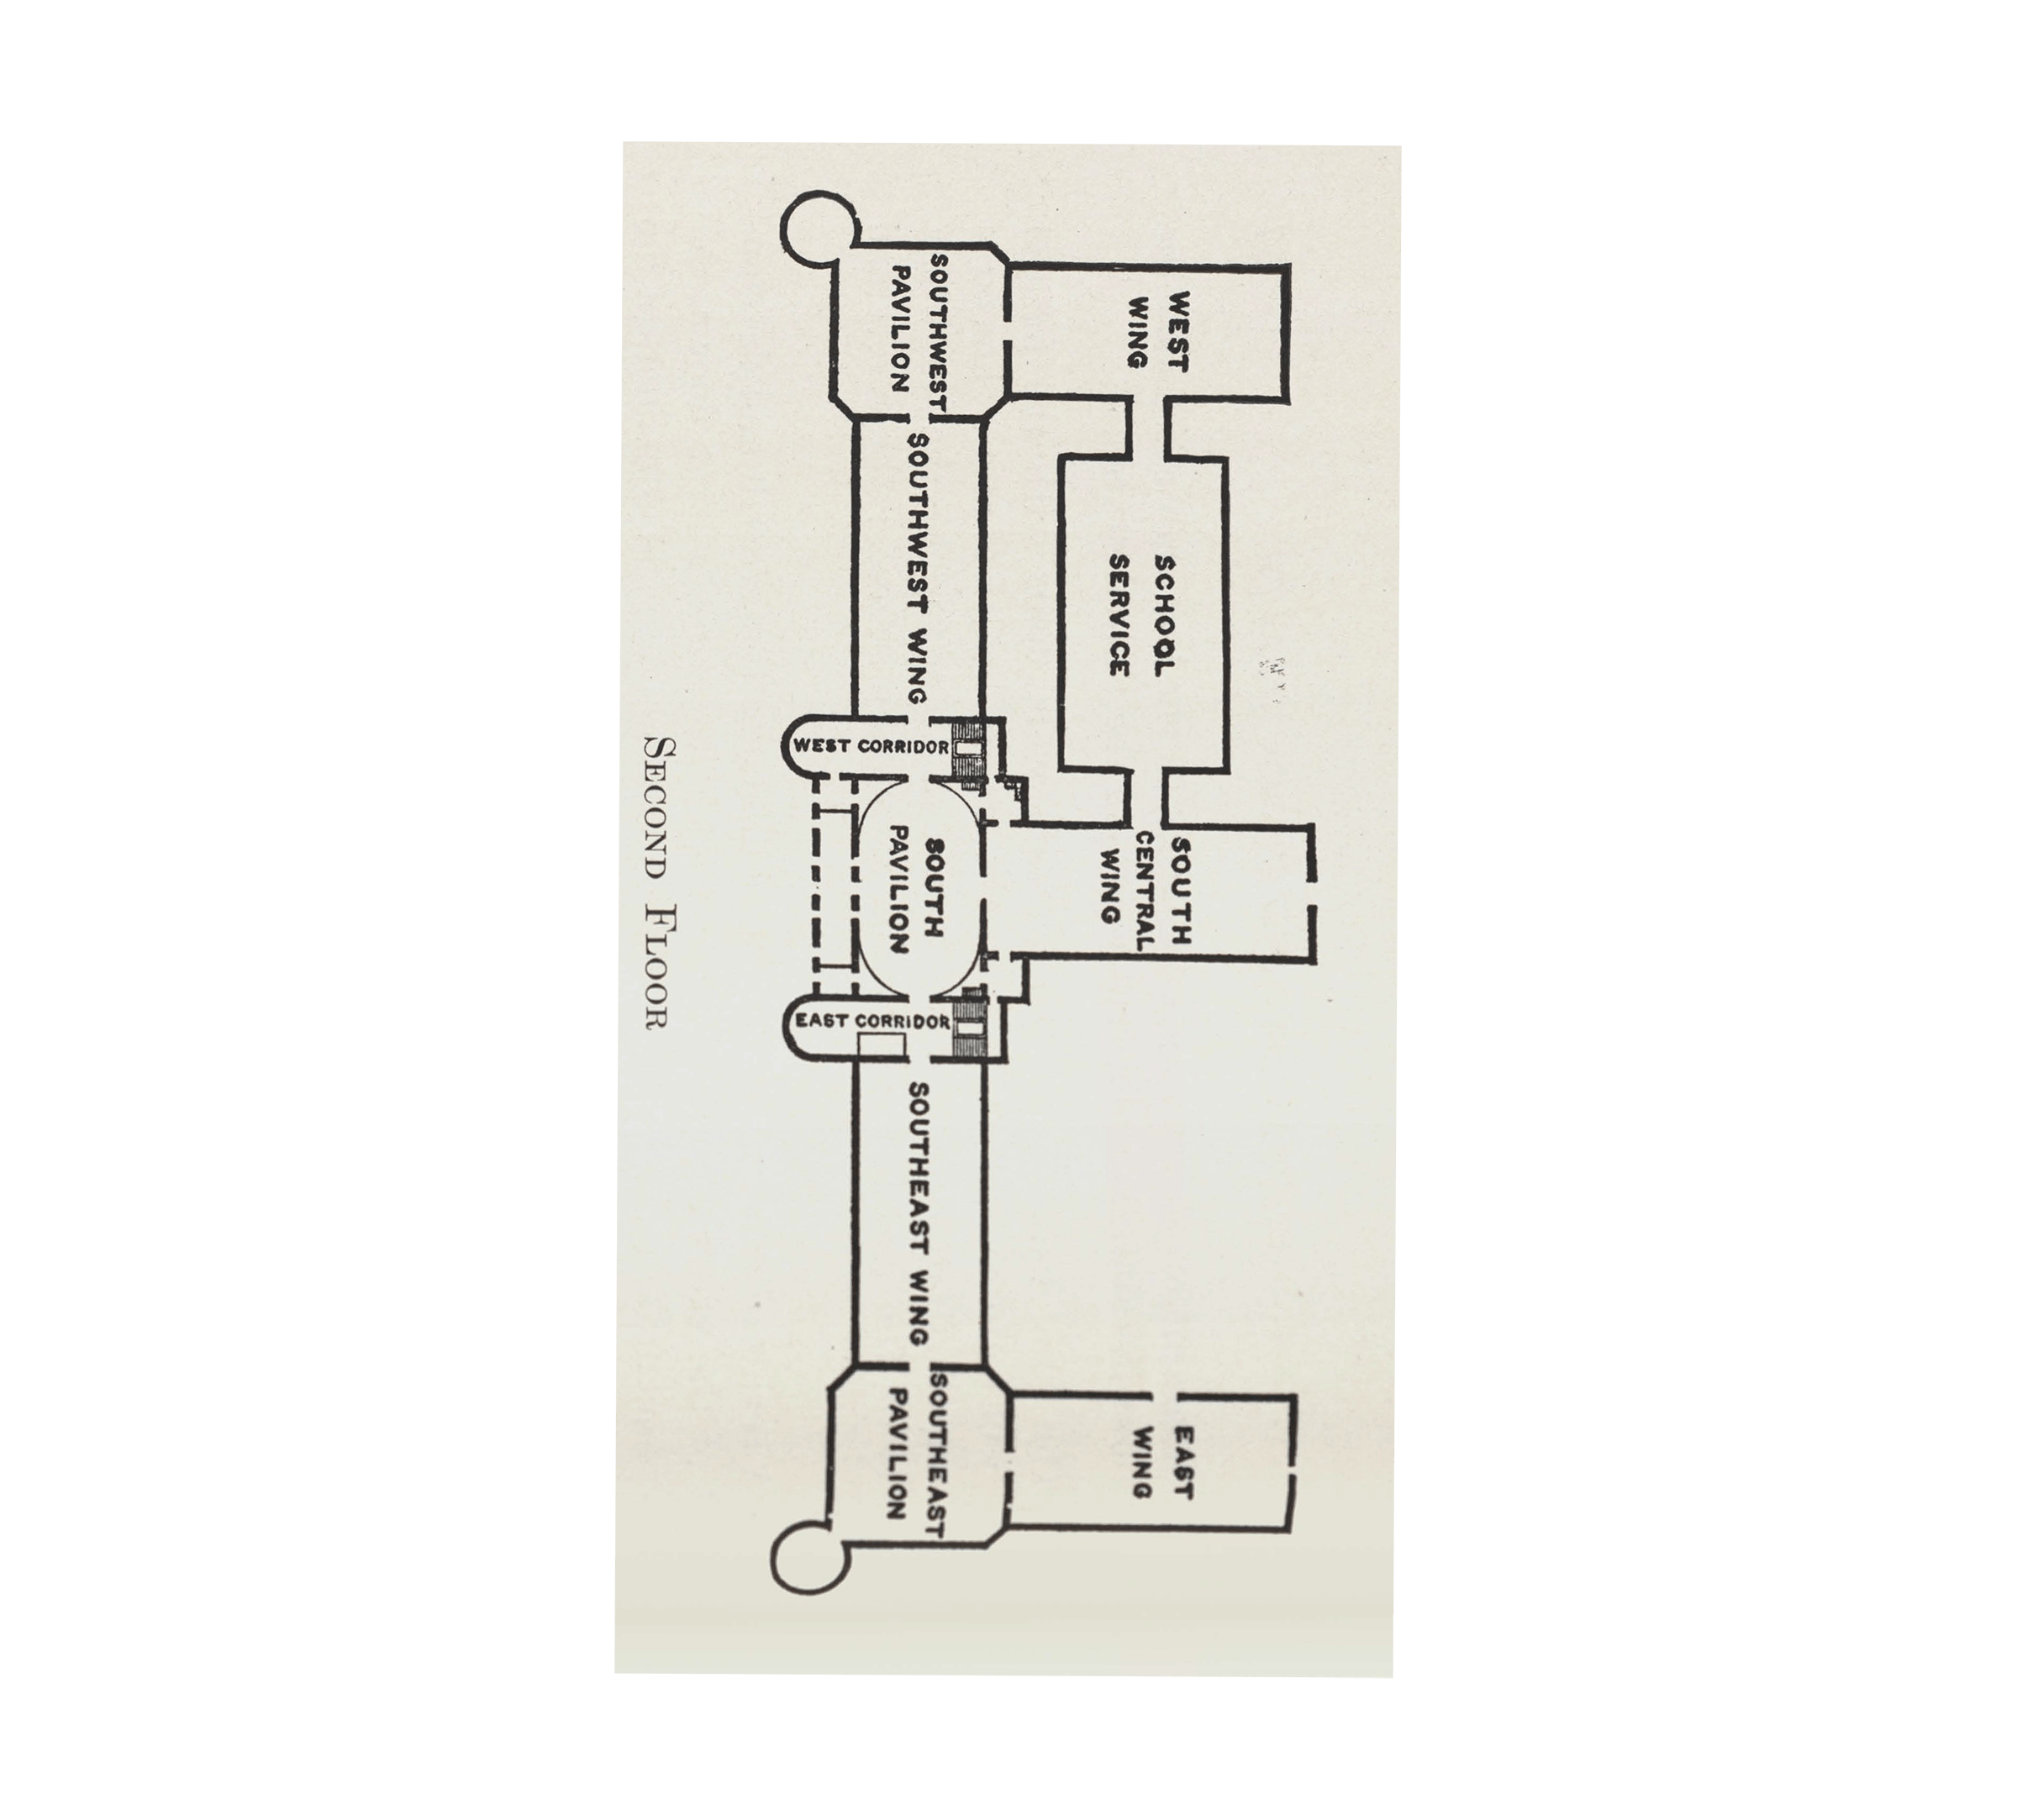 WEST
WING
SCHOOL
SERVICE
SOUTH
CENTRAL
WING
EAST
WING
SOUTHWEST
PAVILION
SOUTHWEST WING
WEST CORRIDOR
SOUTH
PAVILION
EAST CORRIDOR
SOUTHEAST WING
SOUTHEAST
PAVILION
SECOND FLOOR